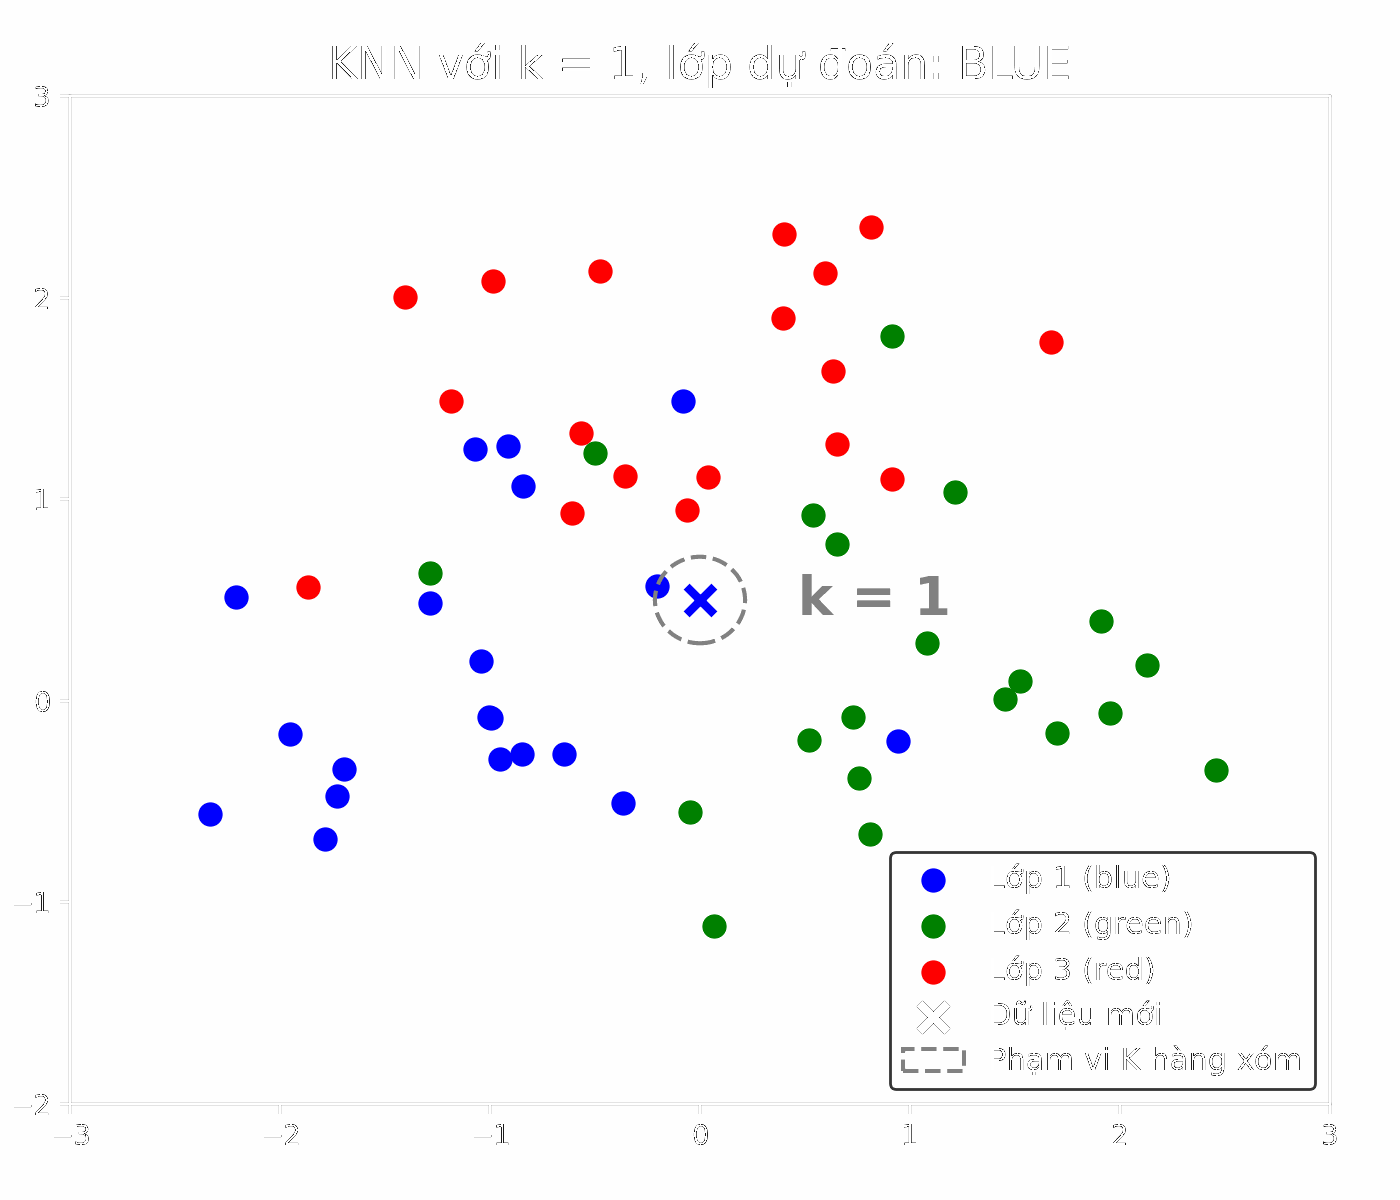 KNN với k = 1, lớp dự đoán: BLUE
3
2
1
0
−1
−2
k = 1
Lớp 1 (blue)
Lớp 2 (green)
Lớp 3 (red)
Dữ liệu mới
Phạm vi K hàng xóm
−3
−2
−1
0
1
2
3